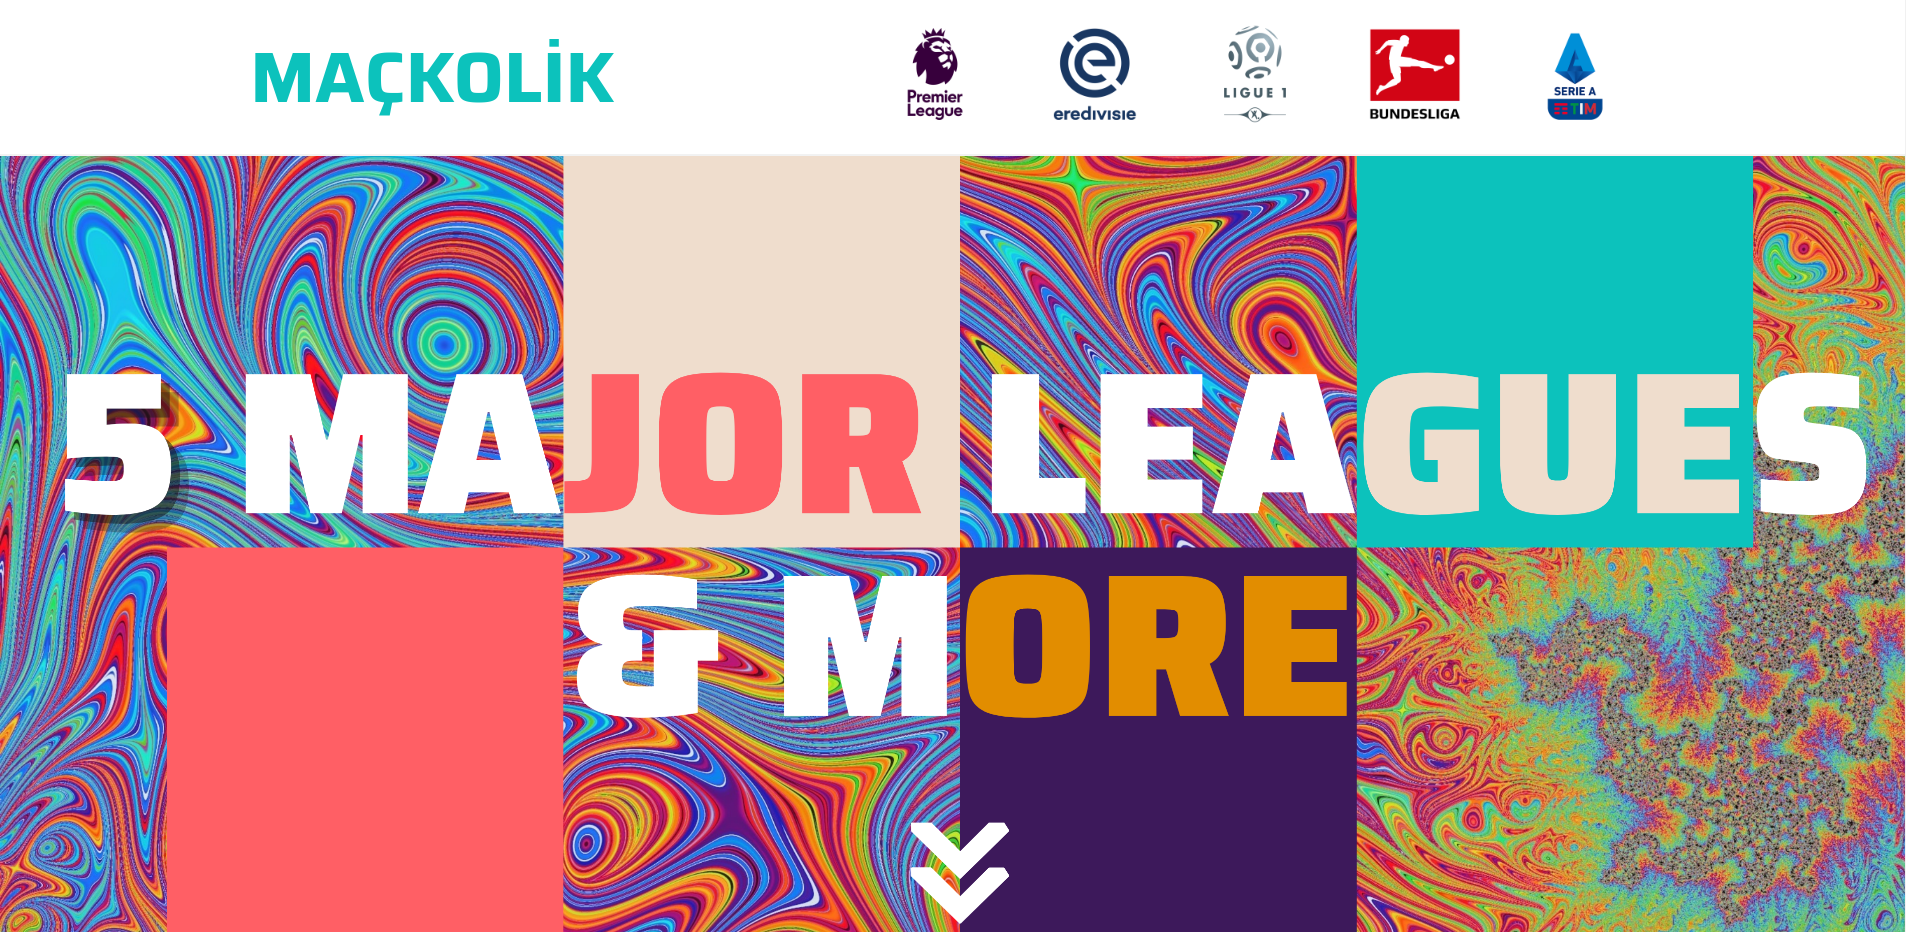 MAÇKOLİK
Premier
League
eredivisie
LIGUE 1
BUNDESLIGA
SERIE A
TIM
5 MAJOR LEAGUES
& MORE